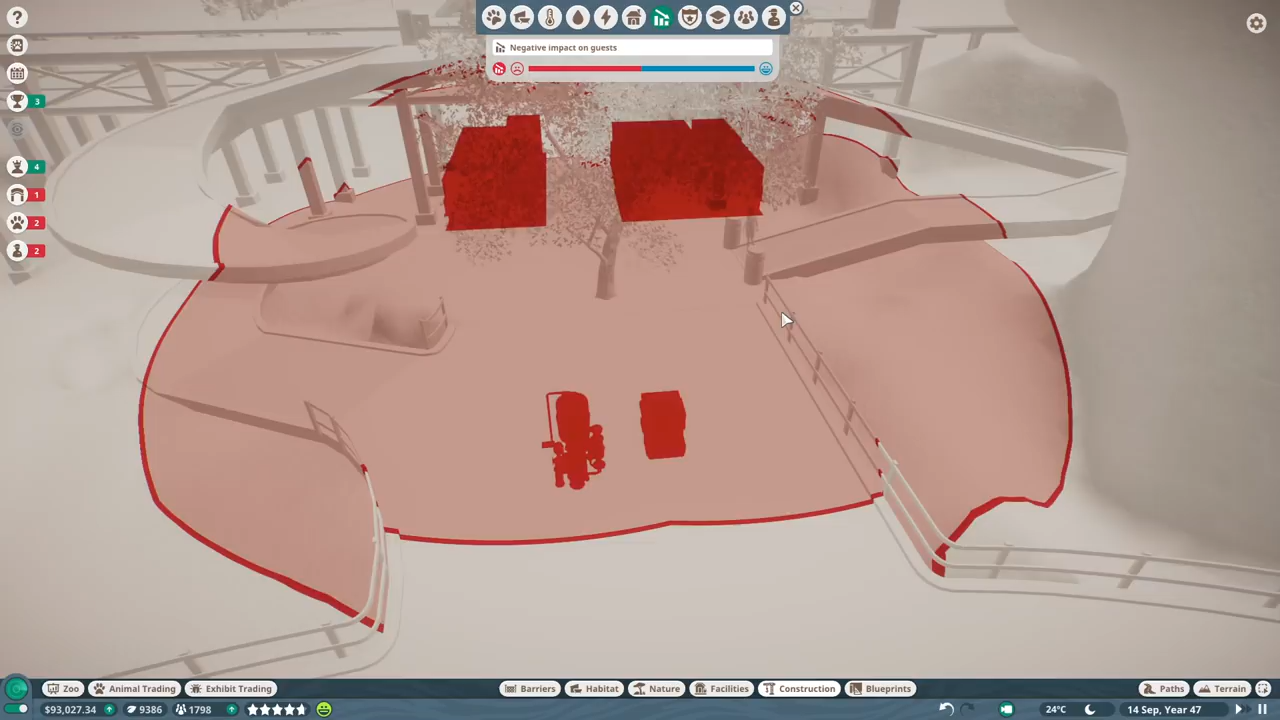 ?
Negative impact on guests
3
4
1
2
2
Zoo
Animal Trading
Exhibit Trading
Barriers
Habitat
Nature
Facilities
Construction
Blueprints
Paths
Terrain
$93,027.34
9386
1798
24°C
14 Sep, Year 47